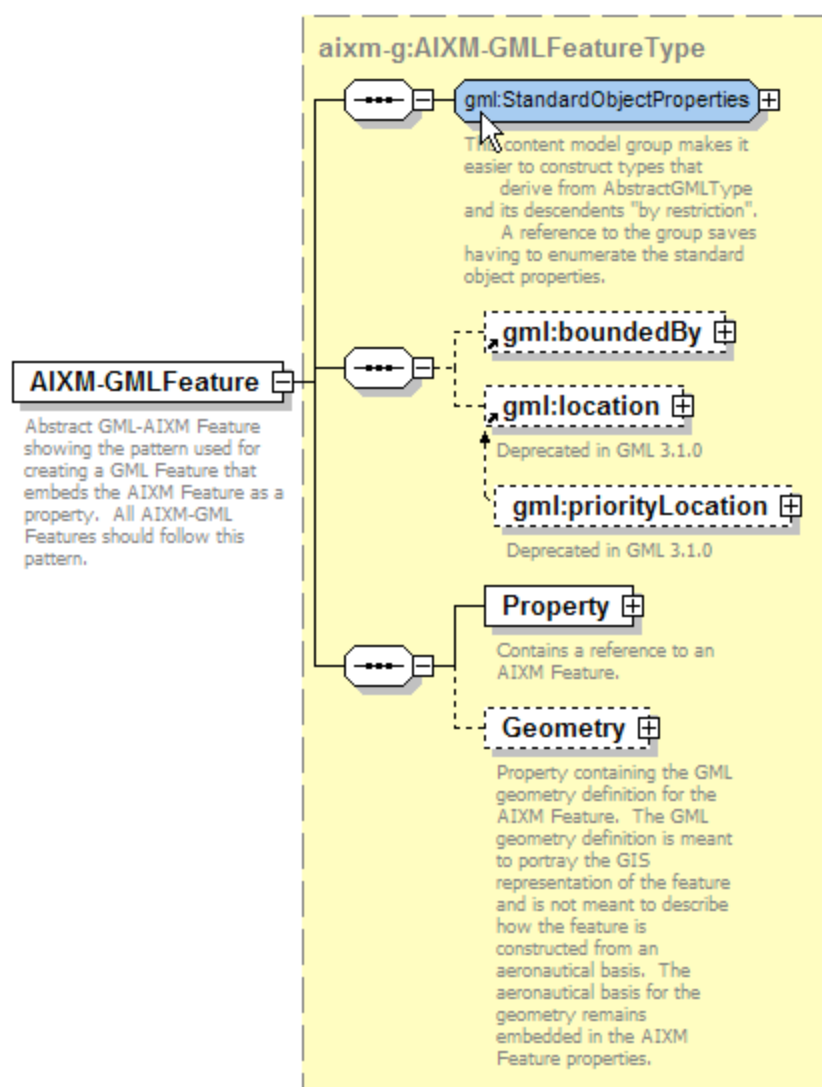 aixm-g:AIXM-GMLFeatureType
gml:StandardObjectProperties
content model group makes it
easier to construct types that
derive from AbstractGMLType
and its descendents "by restriction".
A reference to the group saves
having to enumerate the standard
object properties.
gml:boundedBy
AIXM-GMLFeature
Abstract GML-AIXM Feature
showing the pattern used for
creating a GML Feature that
embeds the AIXM Feature as a
property. All AIXM-GML
Features should follow this
pattern.
gml:location
Deprecated in GML 3.1.0
gml:priorityLocation
Deprecated in GML 3.1.0
Property
Contains a reference to an
AIXM Feature.
Geometry
Property containing the GML
geometry definition for the
AIXM Feature. The GML
geometry definition is meant
to portray the GIS
representation of the feature
and is not meant to describe
how the feature is
constructed from an
aeronautical basis. The
aeronautical basis for the
geometry remains
embedded in the AIXM
Feature properties.